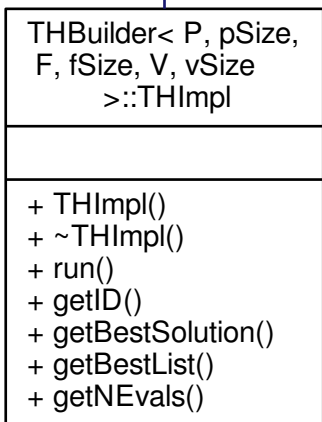 THBuilder< P, pSize,
F, fSize, V, vSize
>::THImpl
+ THImpl()
+ ~THImpl()
+ run()
+ getID()
+ getBestSolution()
+ getBestList()
+ getNEvals()